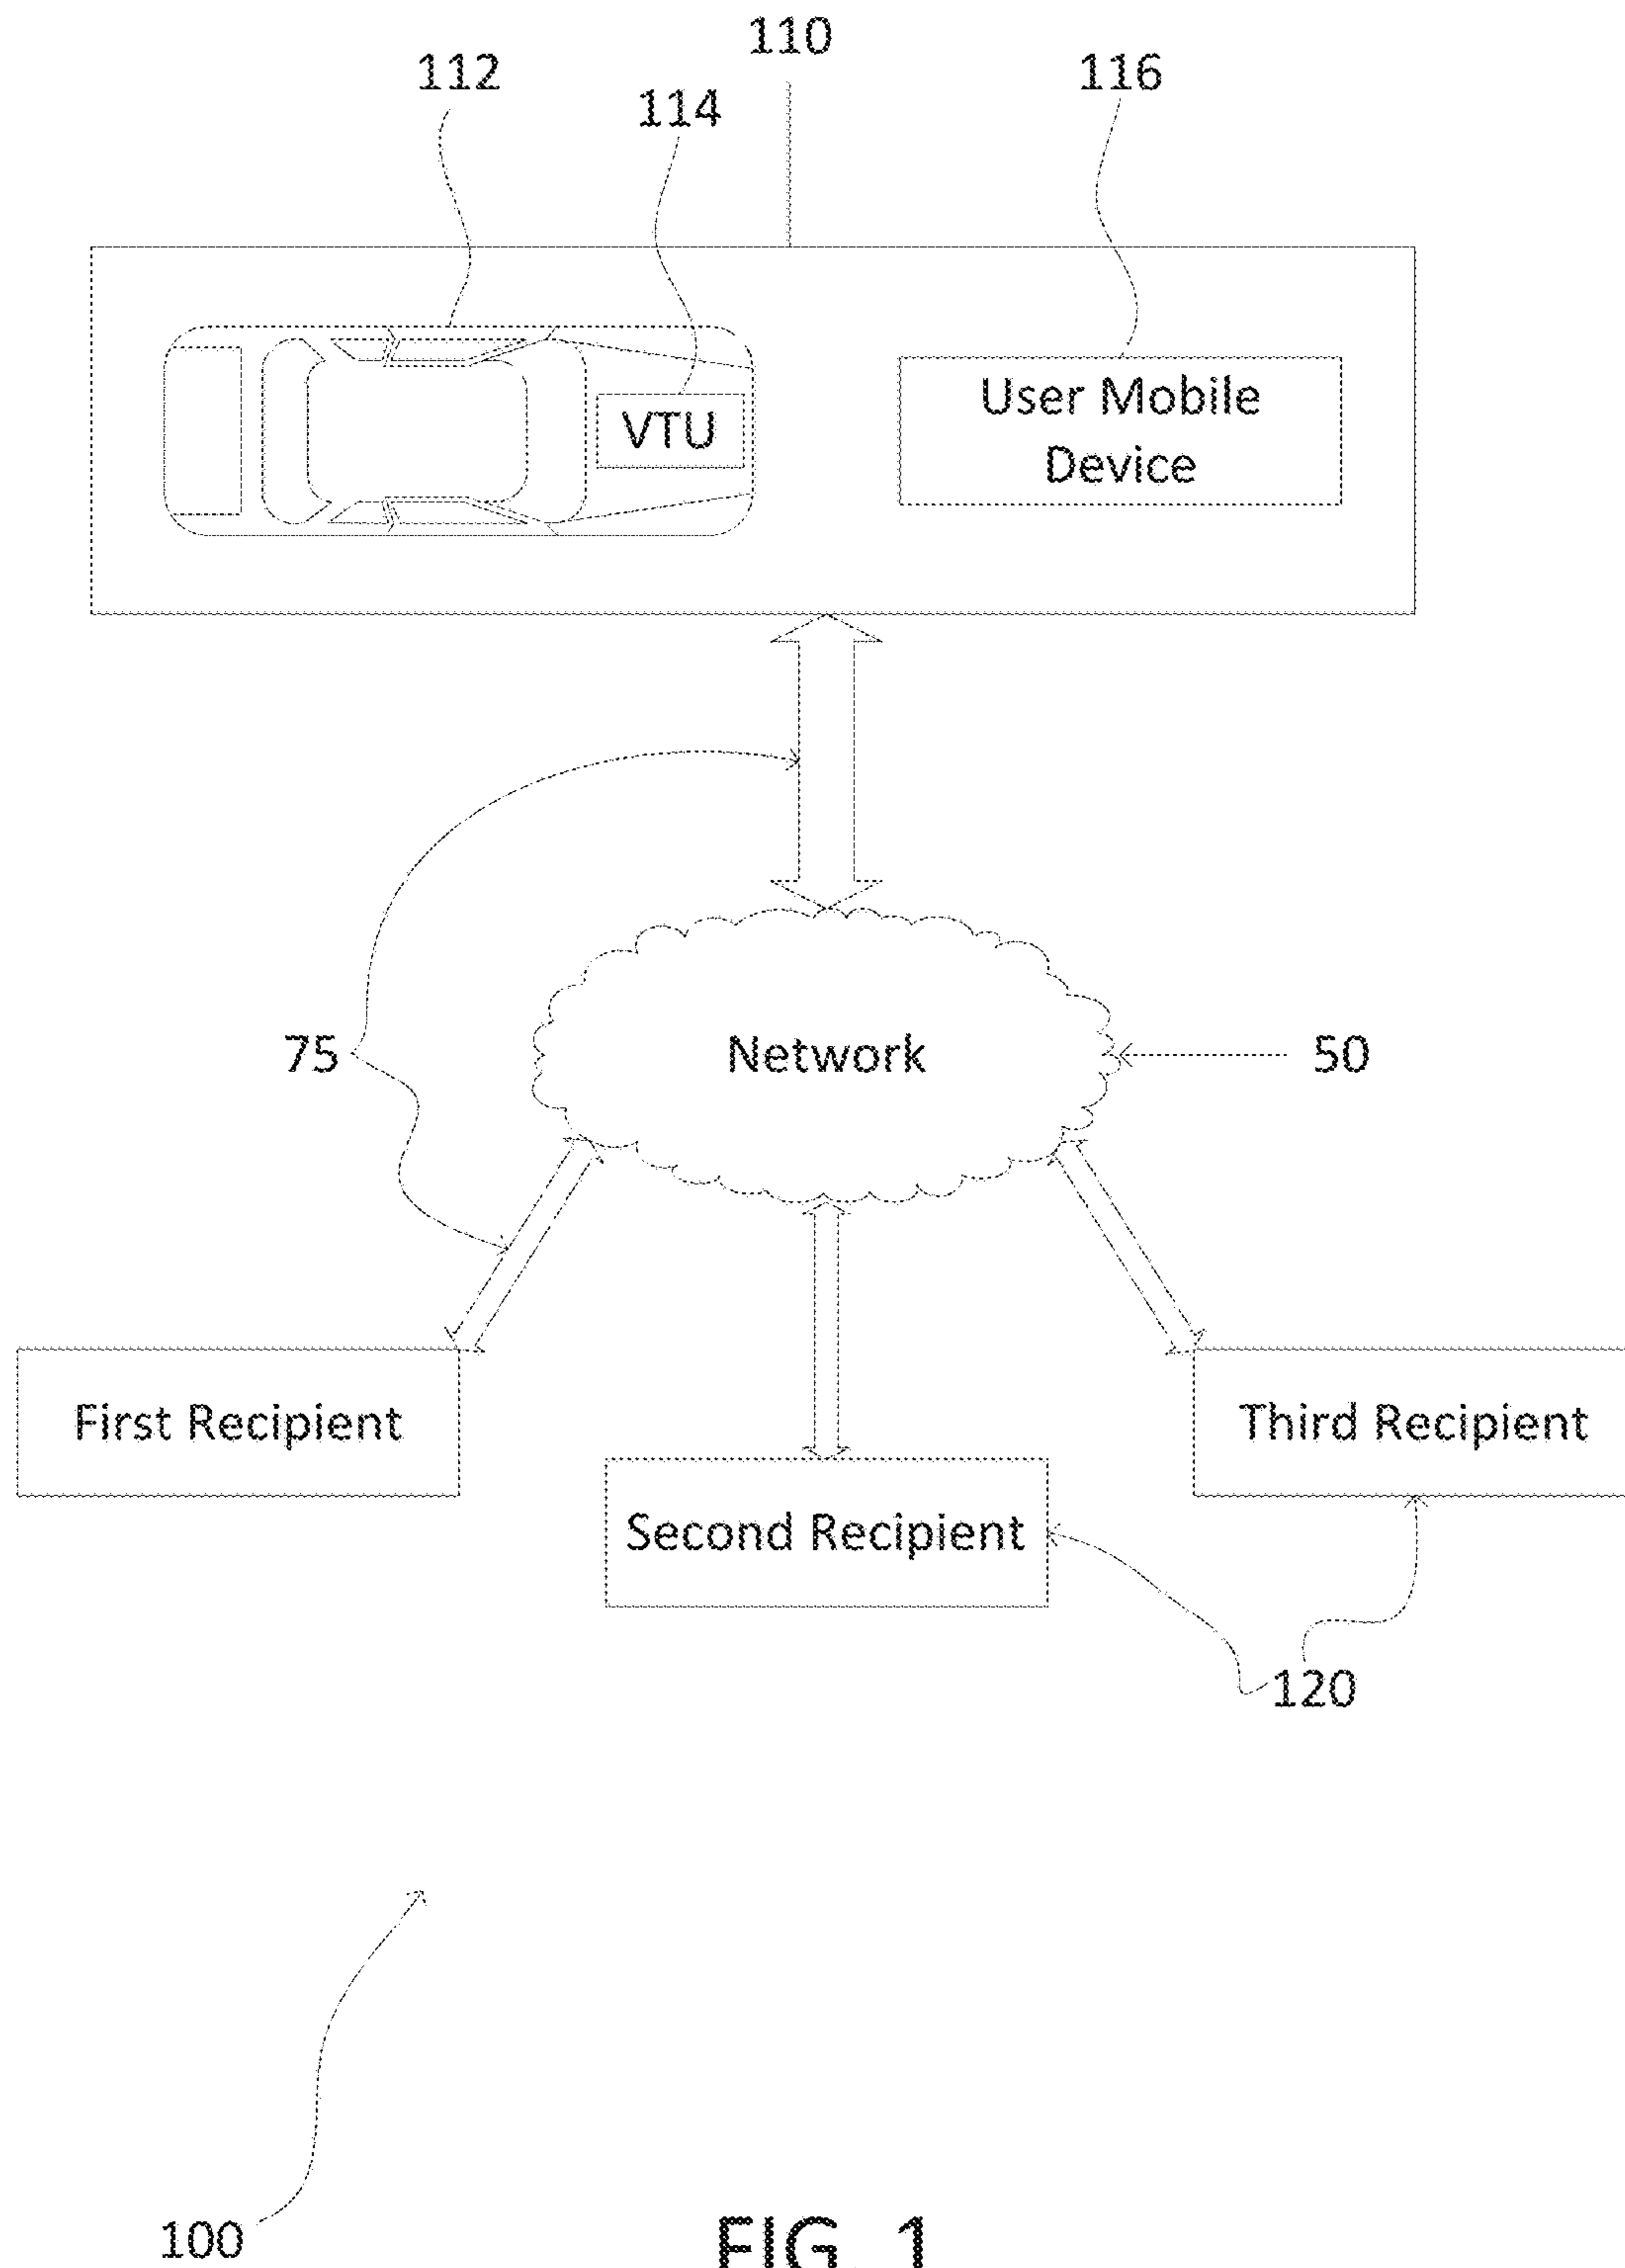 110
112
116
114
VTU
User Mobile
Device
75
Network
50
First Recipient
Third Recipient
Second Recipient
120
100
FIG. 1